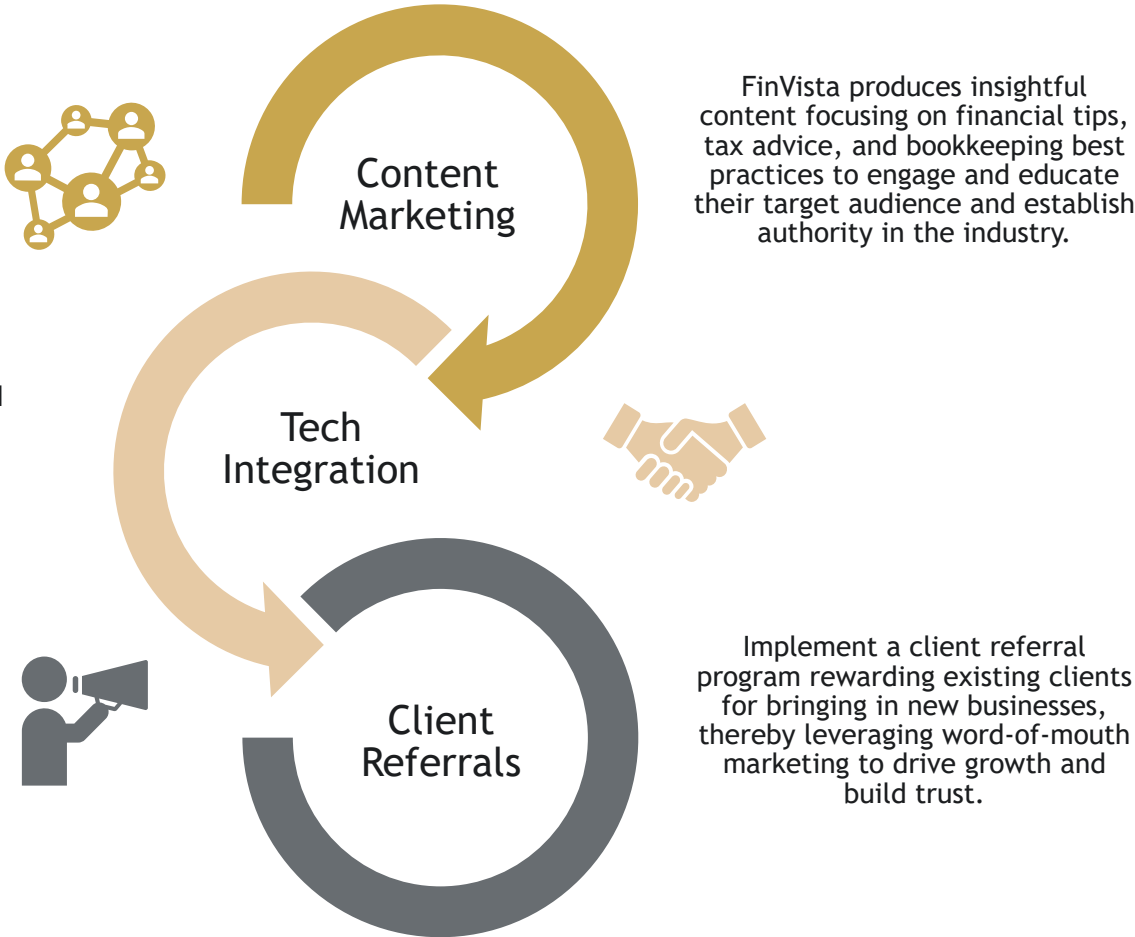 Content
Marketing
FinVista produces insightful
content focusing on financial tips,
tax advice, and bookkeeping best
practices to engage and educate
their target audience and establish
authority in the industry.
Tech
Integration
Client
Referrals
Implement a client referral
program rewarding existing clients
for bringing in new businesses,
thereby leveraging word-of-mouth
marketing to drive growth and
build trust.